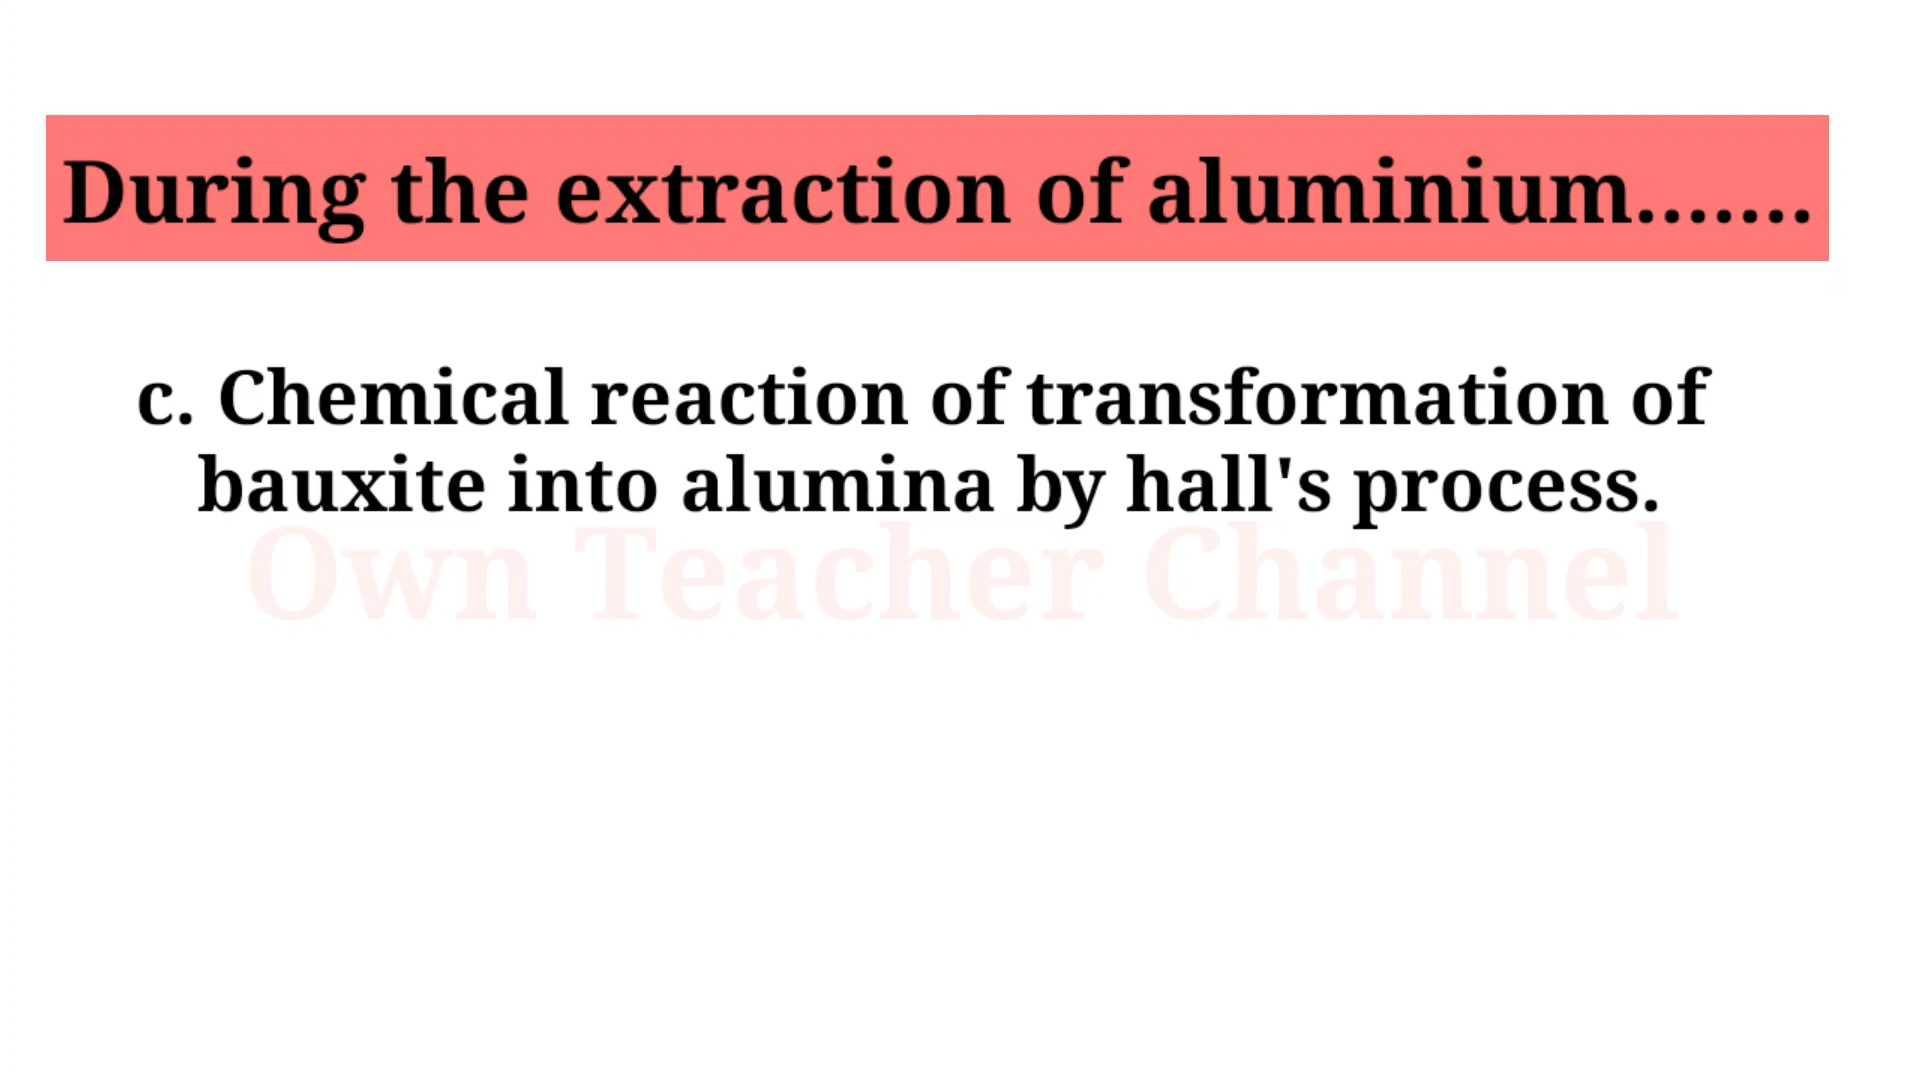 During the extraction of aluminium.......
c. Chemical reaction of transformation of
bauxite into alumina by hall's process.
Own Teacher Channel